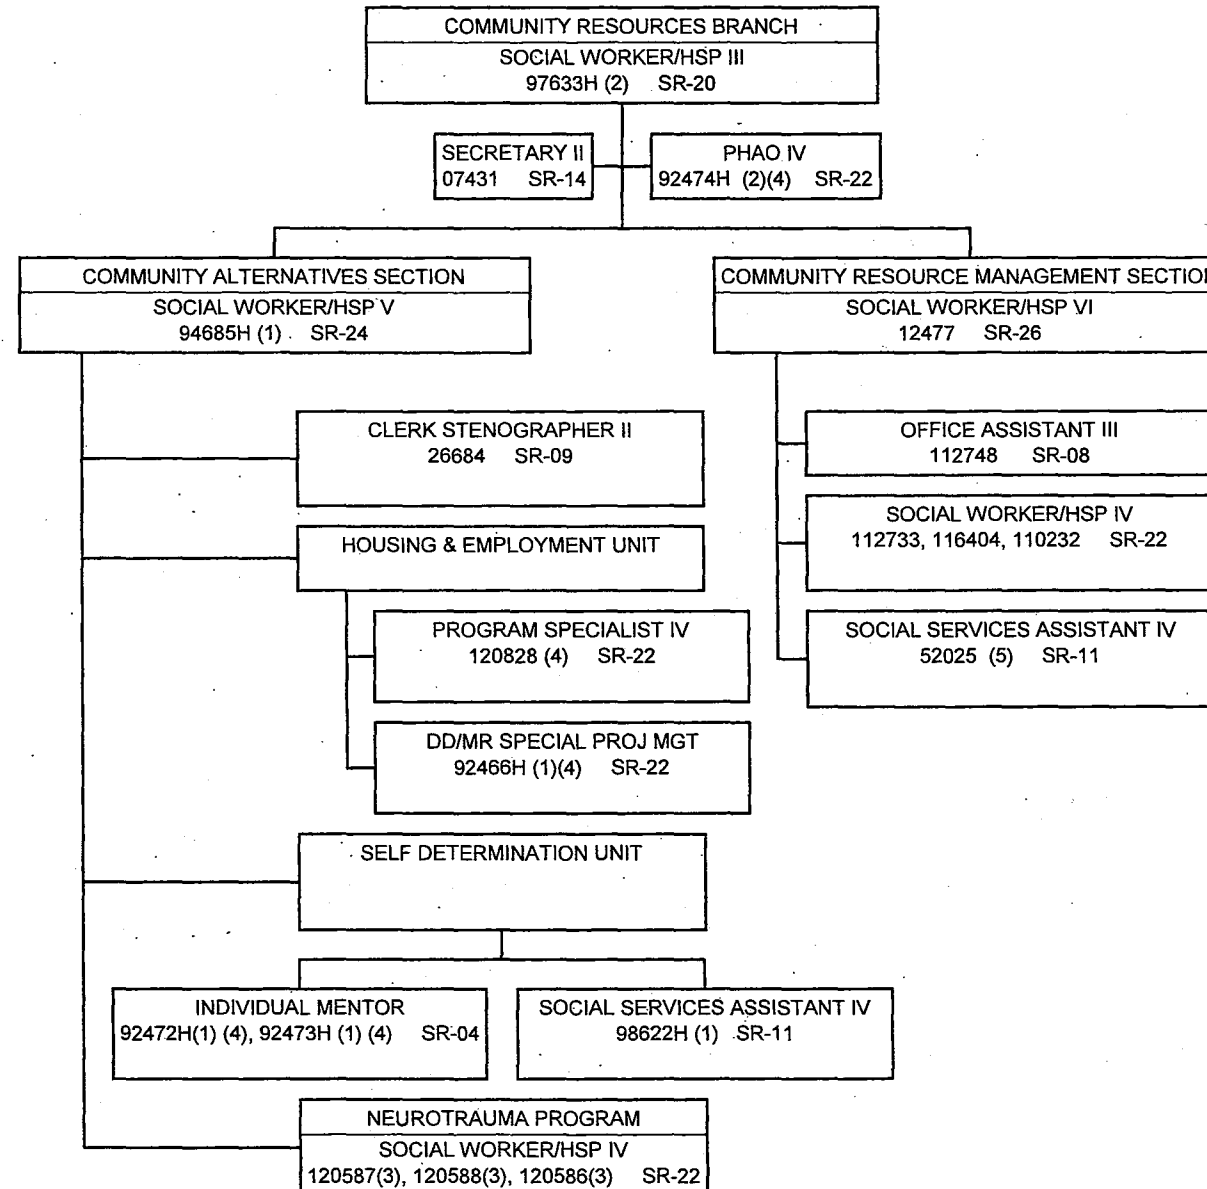 COMMUNITY RESOURCES BRANCH
SOCIAL WORKER/HSP III
97633H (2) SR-20
SECRETARY II
07431 SR-14
PHAO IV
92474H (2)(4) SR-22
COMMUNITY ALTERNATIVES SECTION
SOCIAL WORKER/HSP V
94685H (1) SR-24
COMMUNITY RESOURCE MANAGEMENT SECTION
SOCIAL WORKER/HSP VI
12477 SR-26
CLERK STENOGRAPHER II
26684 SR-09
HOUSING & EMPLOYMENT UNIT
PROGRAM SPECIALIST IV
120828 (4) SR-22
DD/MR SPECIAL PROJ MGT
92466H (1)(4) SR-22
OFFICE ASSISTANT III
112748 SR-08
SOCIAL WORKER/HSP IV
112733, 116404, 110232 SR-22
SOCIAL SERVICES ASSISTANT IV
52025 (5) SR-11
SELF DETERMINATION UNIT
INDIVIDUAL MENTOR
92472H(1) (4), 92473H (1) (4) SR-04
SOCIAL SERVICES ASSISTANT IV
98622H (1) SR-11
NEUROTRAUMA PROGRAM
SOCIAL WORKER/HSP IV
120587(3), 120588(3), 120586(3) SR-22